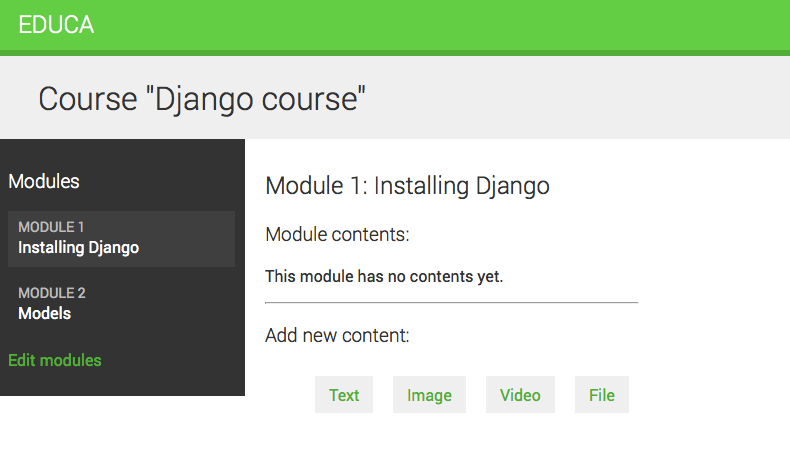 EDUCA
Course "Django course"
Modules
MODULE 1
Installing Django
MODULE 2
Models
Edit modules
Module 1: Installing Django
Module contents:
This module has no contents yet.
Add new content:
Text Image Video File